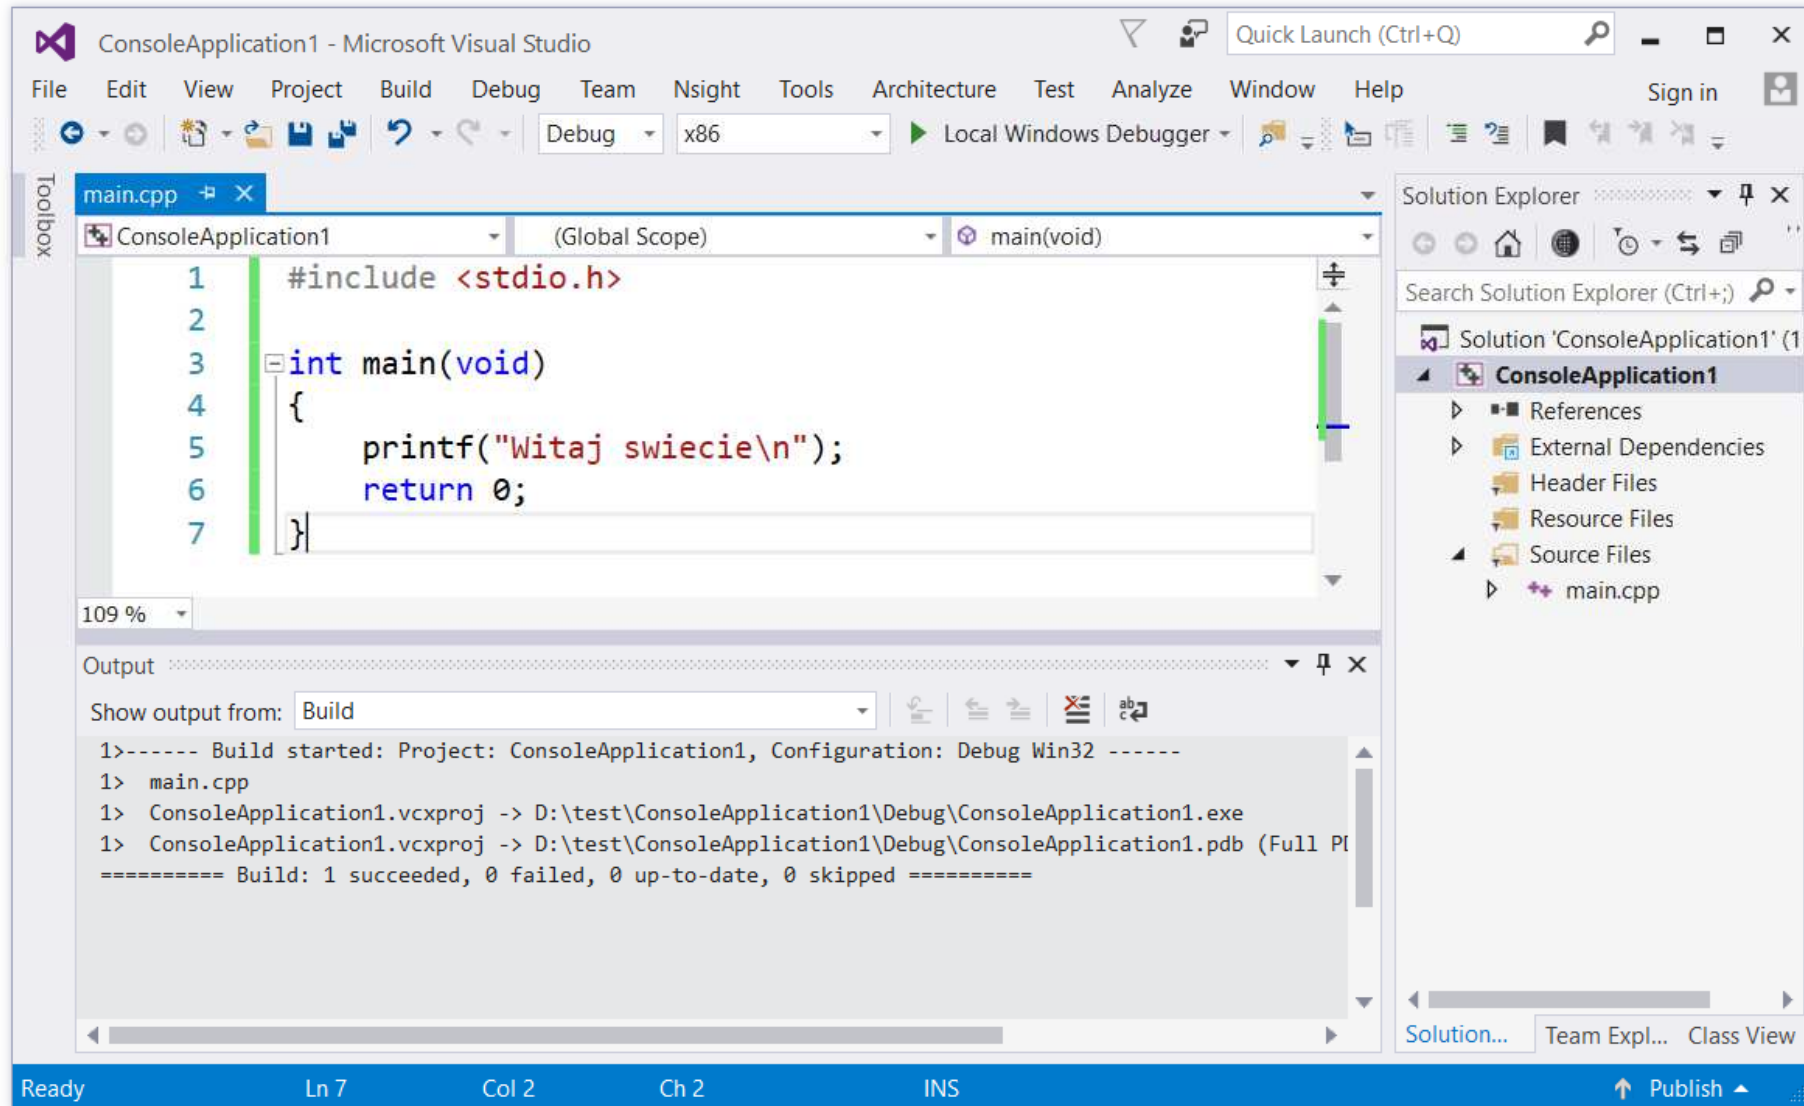 ConsoleApplication1 - Microsoft Visual Studio
Quick Launch (Ctrl+Q)
File Edit View Project Build Debug Team Nsight Tools Architecture Test Analyze Window Help
Sign in
Debug x86 Local Windows Debugger
Toolbox
main.cpp
ConsoleApplication1 (Global Scope) main(void)
1 #include <stdio.h>
2
3 int main(void)
4 {
5 printf("Witaj swiecie\n");
6 return 0;
7 }
109 %
Output
Show output from: Build
1>------ Build started: Project: ConsoleApplication1, Configuration: Debug Win32 ------
1> main.cpp
1> ConsoleApplication1.vcxproj -> D:\test\ConsoleApplication1\Debug\ConsoleApplication1.exe
1> ConsoleApplication1.vcxproj -> D:\test\ConsoleApplication1\Debug\ConsoleApplication1.pdb (Full
========== Build: 1 succeeded, 0 failed, 0 up-to-date, 0 skipped ==========
Solution Explorer
Search Solution Explorer (Ctrl+;)
Solution 'ConsoleApplication1' (1
ConsoleApplication1
References
External Dependencies
Header Files
Resource Files
Source Files
main.cpp
Solution... Team Expl... Class View
Ready Ln 7 Col 2 Ch 2 INS Publish